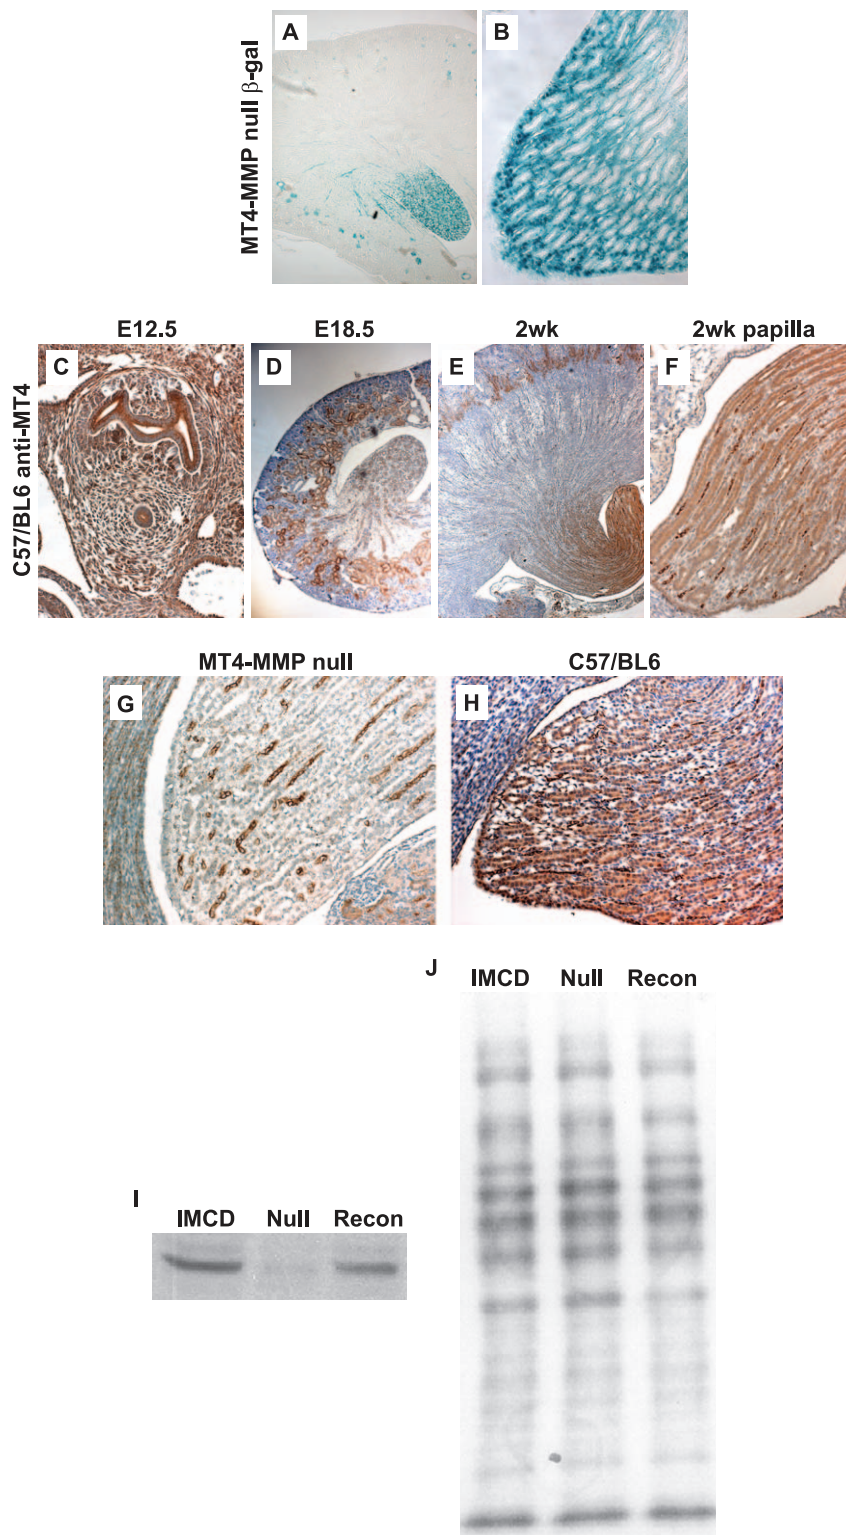 A
B
MT4-MMP null β-gal
E12.5
E18.5
2wk
2wk papilla
C
D
E
F
C57/BL6 anti-MT4
MT4-MMP null
C57/BL6
G
H
J
IMCD Null Recon
I
IMCD Null Recon